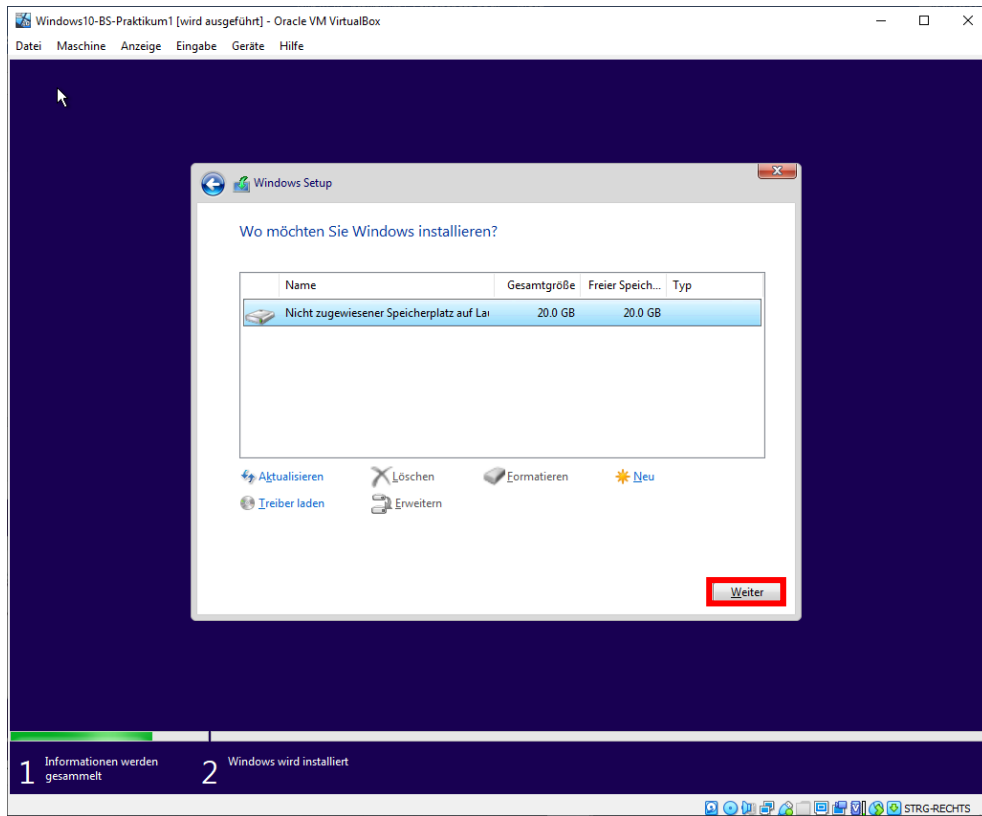 Windows10-BS-Praktikum1 [wird ausgeführt] - Oracle VM VirtualBox
Datei Maschine Anzeige Eingabe Geräte Hilfe
Windows Setup
Wo möchten Sie Windows installieren?
Name Gesamtgröße Freier Speich... Typ
Nicht zugewiesener Speicherplatz auf Lau 20.0 GB 20.0 GB
Aktualisieren Löschen Formatieren Neu
Treiber laden Erweitern
Weiter
1 Informationen werden gesammelt
2 Windows wird installiert
STRG-RECHTS